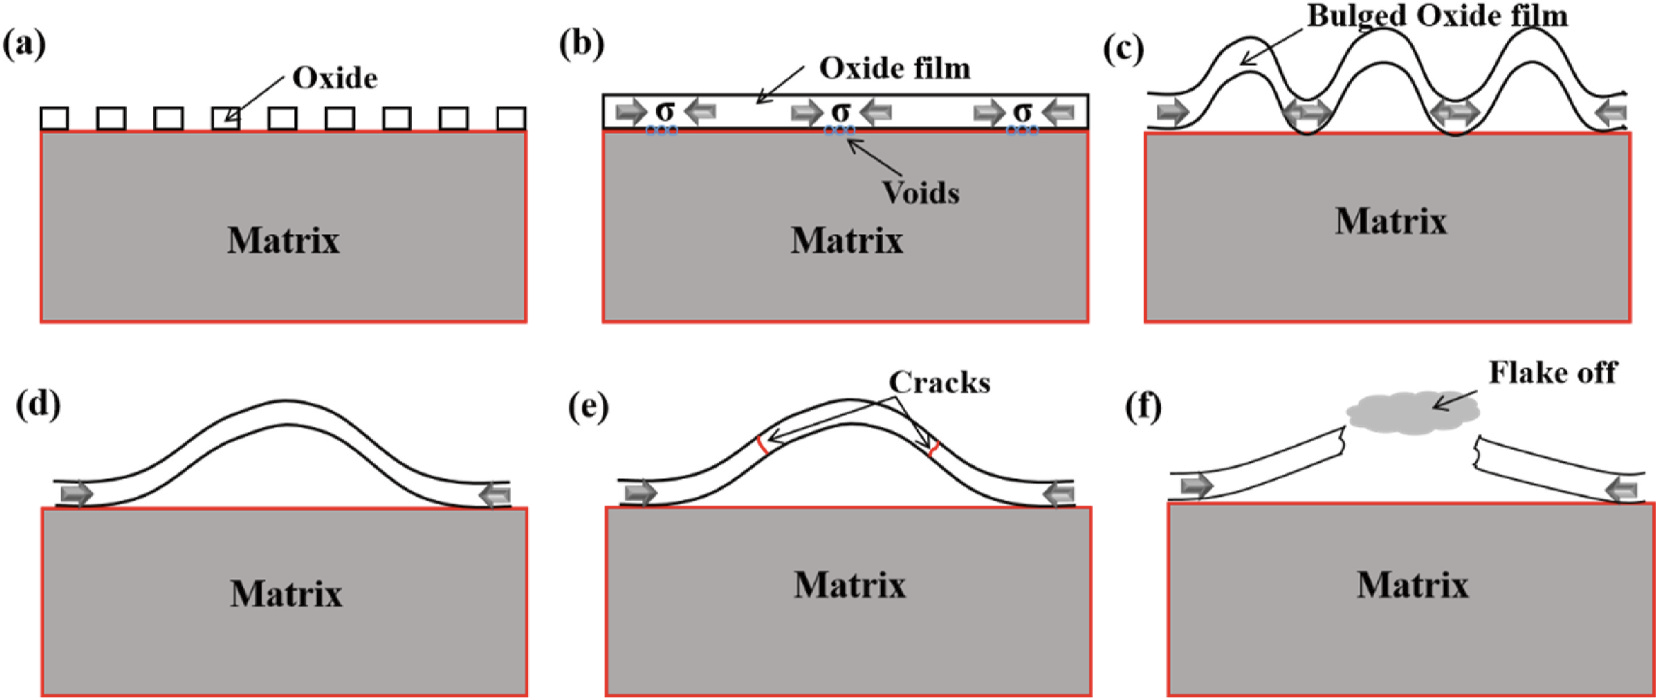 (a)
Oxide
Matrix
(b)
Oxide film
σ σ σ
Voids
Matrix
(c)
Bulged Oxide film
Matrix
(d)
Matrix
(e)
Cracks
Matrix
(f)
Flake off
Matrix